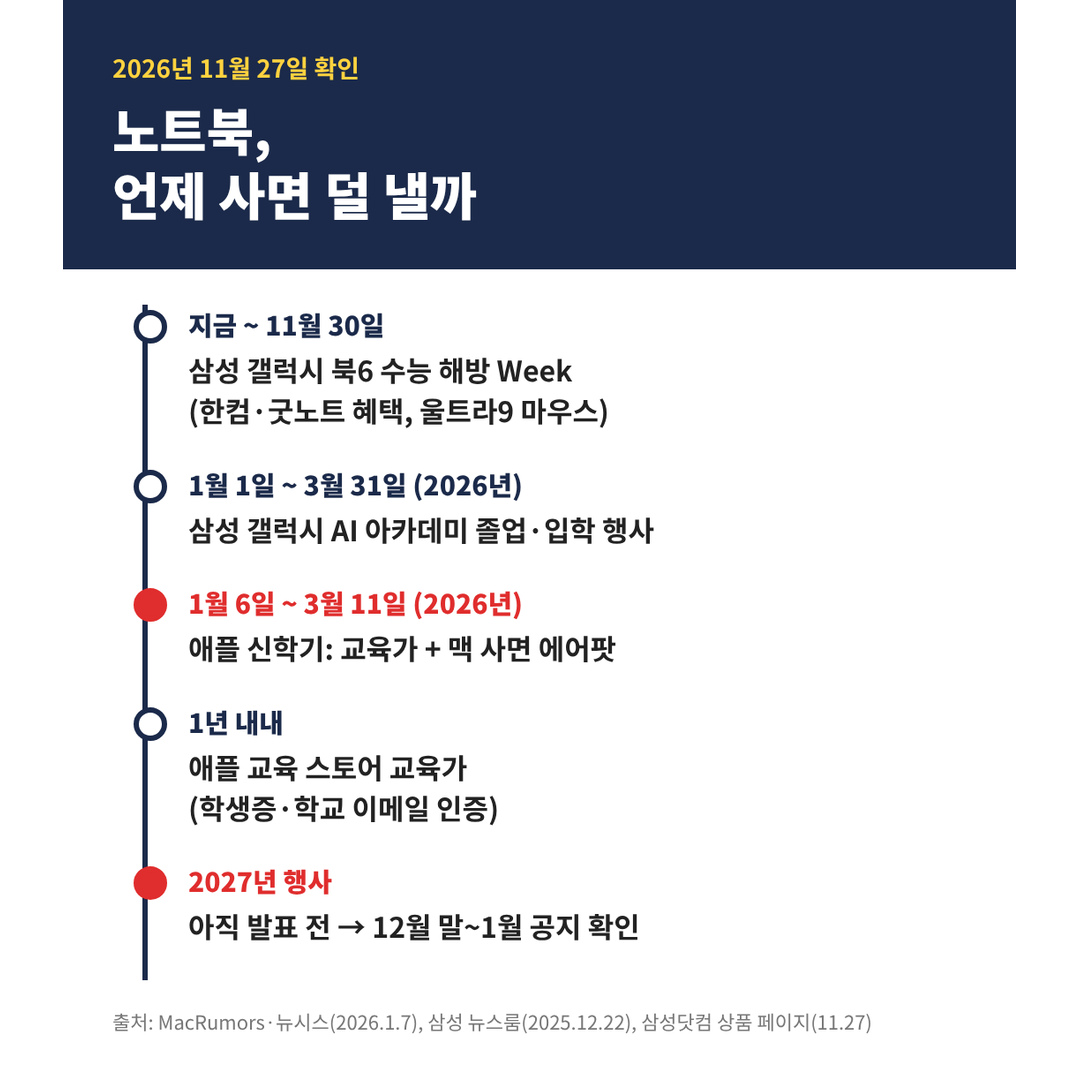 2026년 11월 27일 확인
노트북,
언제 사면 덜 낼까
지금 ~ 11월 30일
삼성 갤럭시 북6 수능 해방 Week
(한컴·굿노트 혜택, 울트라9 마우스)
1월 1일 ~ 3월 31일 (2026년)
삼성 갤럭시 AI 아카데미 졸업·입학 행사
1월 6일 ~ 3월 11일 (2026년)
애플 신학기: 교육가 + 맥 사면 에어팟
1년 내내
애플 교육 스토어 교육가
(학생증·학교 이메일 인증)
2027년 행사
아직 발표 전 → 12월 말~1월 공지 확인
출처: MacRumors·뉴시스(2026.1.7), 삼성 뉴스룸(2025.12.22), 삼성닷컴 상품 페이지(11.27)